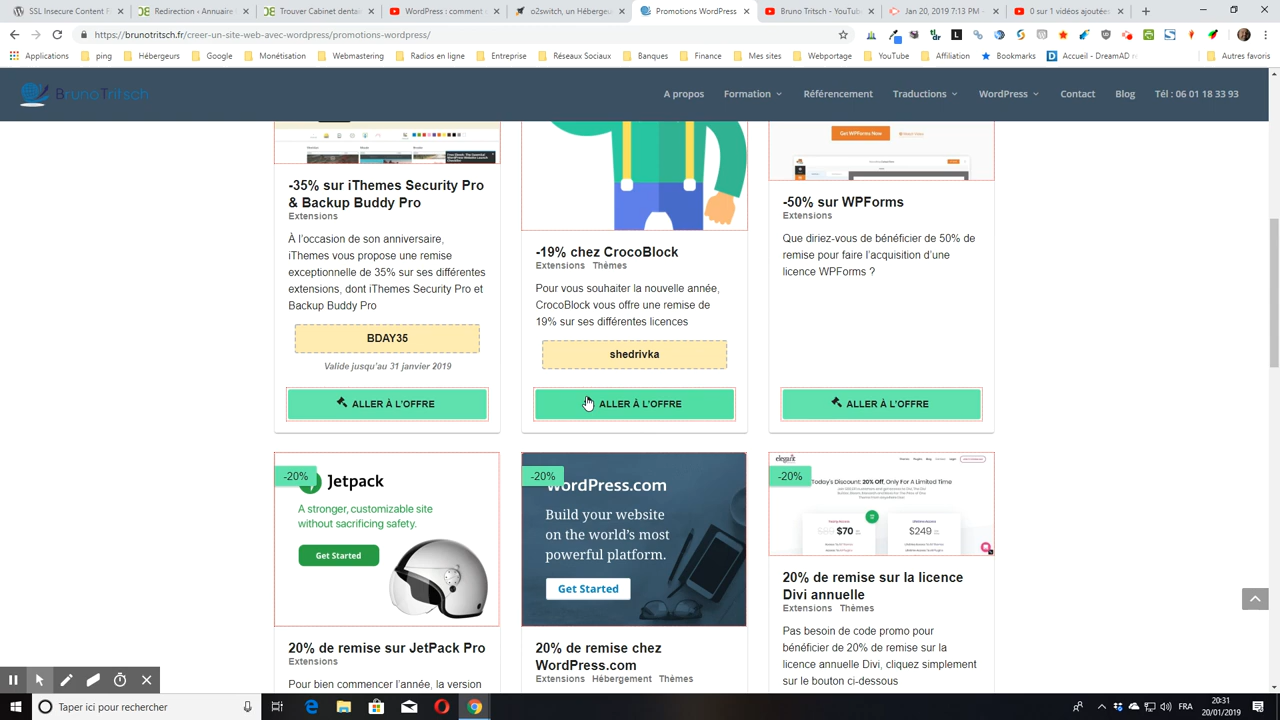 SSL Insecure Content F
Redirection ‹ Annuaire
Trouver Cabinet dentai
WordPress : comment
o2switch, un Hébergeu
Promotions WordPress
Bruno Tritsch - YouTube
Jan 20, 2019 7:13 PM -
0 sur 1 vidéos ajoutées
https://brunotritsch.fr/creer-un-site-web-avec-wordpress/promotions-wordpress/
Applications
ping
Hébergeurs
Google
Monétisation
Webmastering
Radios en ligne
Entreprise
Réseaux Sociaux
Banques
Finance
Mes sites
Webportage
YouTube
Affiliation
Bookmarks
Accueil - DreamAD
Autres favoris
BrunoTritsch
A propos
Formation
Référencement
Traductions
WordPress
Contact
Blog
Tél : 06 01 18 33 93
Get WPForms Now
-35% sur iThemes Security Pro
& Backup Buddy Pro
Extensions
À l'occasion de son anniversaire,
iThemes vous propose une remise
exceptionnelle de 35% sur ses différentes
extensions, dont iThemes Security Pro et
Backup Buddy Pro
BDAY35
Valide jusqu'au 31 janvier 2019
ALLER À L'OFFRE
-19% chez CrocoBlock
Extensions Thèmes
Pour vous souhaiter la nouvelle année,
CrocoBlock vous offre une remise de
19% sur ses différentes licences
shedrivka
ALLER À L'OFFRE
-50% sur WPForms
Extensions
Que diriez-vous de bénéficier de 50% de
remise pour faire l'acquisition d'une
licence WPForms ?
ALLER À L'OFFRE
-20%
Jetpack
A stronger, customizable site
without sacrificing safety.
Get Started
20% de remise sur JetPack Pro
Extensions
Pour bien commencer l'année, la version
-20%
WordPress.com
Build your website
on the world's most
powerful platform.
Get Started
20% de remise chez
WordPress.com
Extensions Hébergement Thèmes
-20%
elegant
Today's Discount: 20% Off, Only For A Limited Time
$70
$249
20% de remise sur la licence
Divi annuelle
Extensions Thèmes
Pas besoin de code promo pour
bénéficier de 20% de remise sur la
licence annuelle Divi, cliquez simplement
sur le bouton ci-dessous
Taper ici pour rechercher
FRA
20:31
20/01/2019